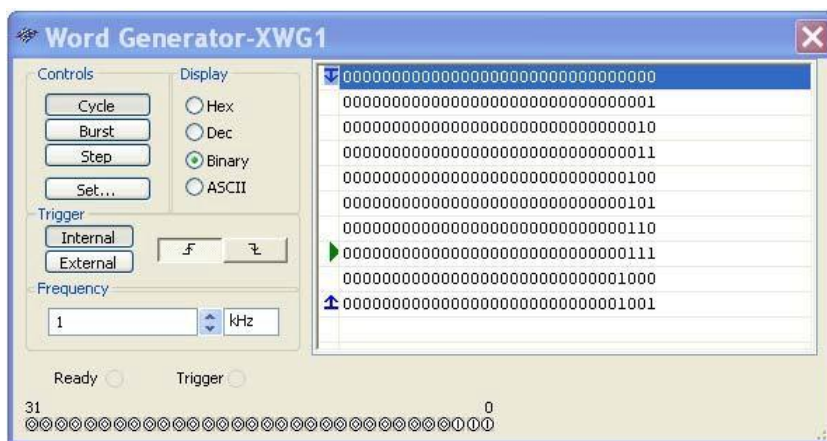 Word Generator-XWG1
Controls
Cycle
Burst
Step
Set...
Display
Hex
Dec
Binary
ASCII
Trigger
Internal
External
Frequency
1 kHz
Ready Trigger
31 0
00000000000000000000000000000000
00000000000000000000000000000001
00000000000000000000000000000010
00000000000000000000000000000011
00000000000000000000000000000100
00000000000000000000000000000101
00000000000000000000000000000110
00000000000000000000000000000111
00000000000000000000000000001000
00000000000000000000000000001001